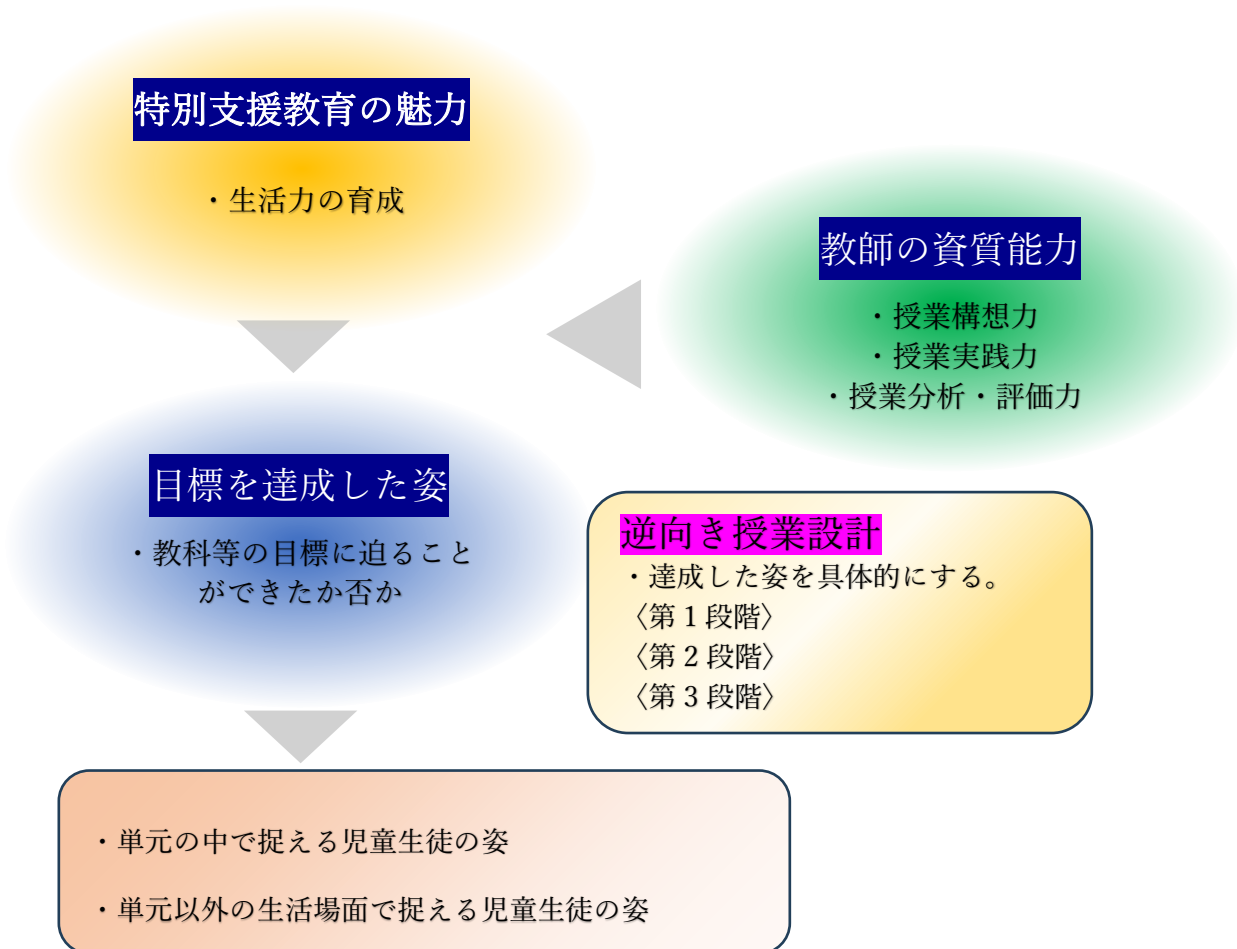 特別支援教育の魅力
・生活力の育成
教師の資質能力
・授業構想力
・授業実践力
・授業分析・評価力
目標を達成した姿
・教科等の目標に迫ること
ができたか否か
逆向き授業設計
・達成した姿を具体的にする。
〈第 1 段階〉
〈第 2 段階〉
〈第 3 段階〉
・単元の中で捉える児童生徒の姿
・単元以外の生活場面で捉える児童生徒の姿